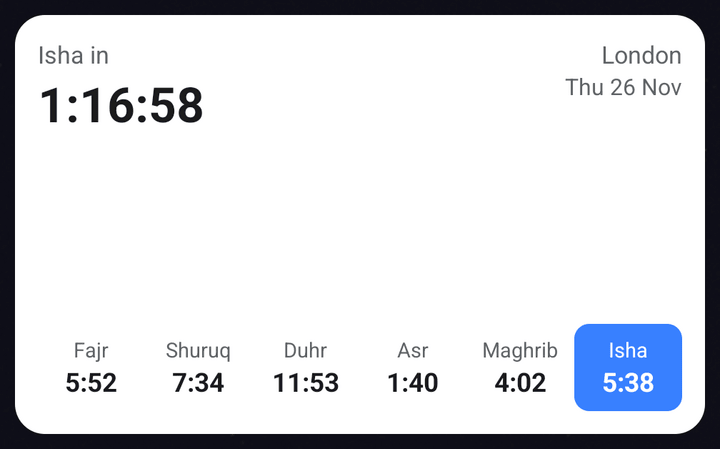 Isha in
1:16:58
London
Thu 26 Nov
Fajr
5:52
Shuruq
7:34
Duhr
11:53
Asr
1:40
Maghrib
4:02
Isha
5:38